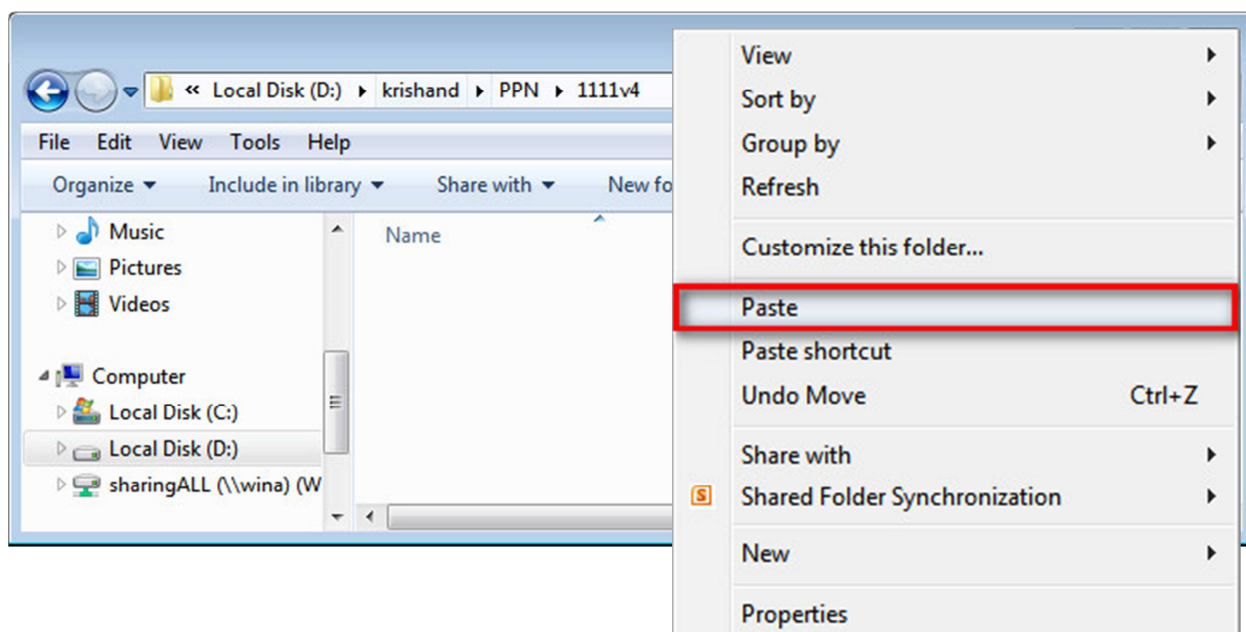 « Local Disk (D:) ▸ krishand ▸ PPN ▸ 1111v4
File Edit View Tools Help
Organize Include in library Share with New fo
Music
Pictures
Videos
Computer
Local Disk (C:)
Local Disk (D:)
sharingALL (\\wina) (W
Name
View
Sort by
Group by
Refresh
Customize this folder...
Paste
Paste shortcut
Undo Move Ctrl+Z
Share with
S Shared Folder Synchronization
New
Properties